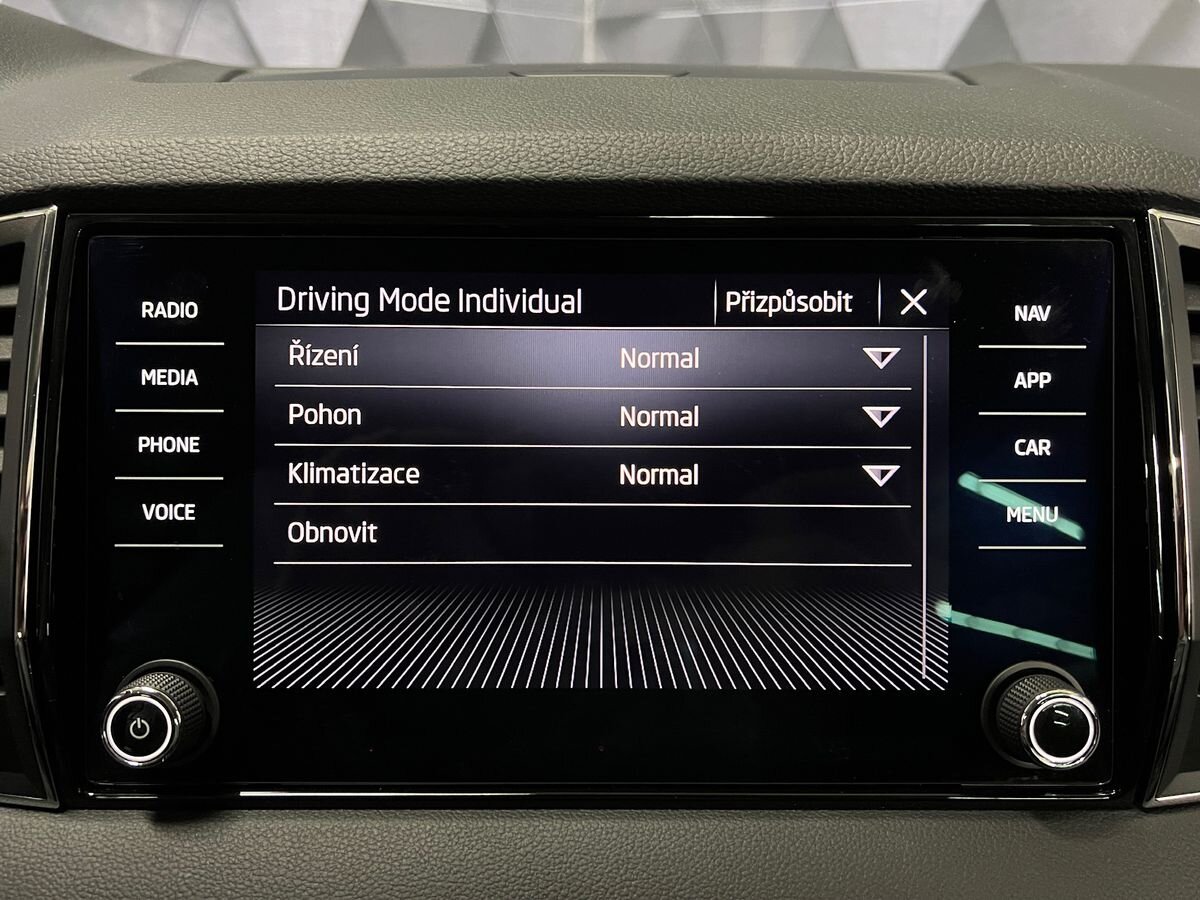 Driving Mode Individual Přizpůsobit
Řízení Normal
Pohon Normal
Klimatizace Normal
Obnovit
RADIO
MEDIA
PHONE
VOICE
NAV
APP
CAR
MENU